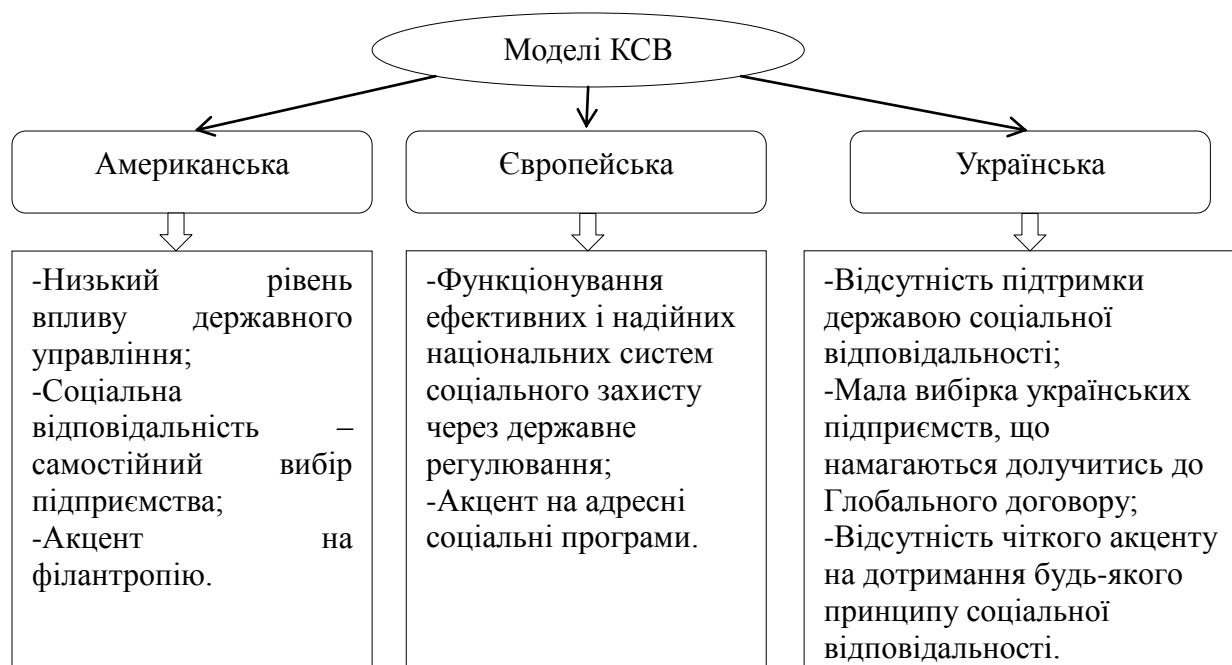 Моделі КСВ
Американська
Європейська
Українська
-Низький рівень
впливу державного
управління;
-Соціальна
відповідальність –
самостійний вибір
підприємства;
-Акцент на
філантропію.
-Функціонування
ефективних і надійних
національних систем
соціального захисту
через державне
регулювання;
-Акцент на адресні
соціальні програми.
-Відсутність підтримки
державою соціальної
відповідальності;
-Мала вибірка українських
підприємств, що
намагаються долучитись до
Глобального договору;
-Відсутність чіткого акценту
на дотримання будь-якого
принципу соціальної
відповідальності.